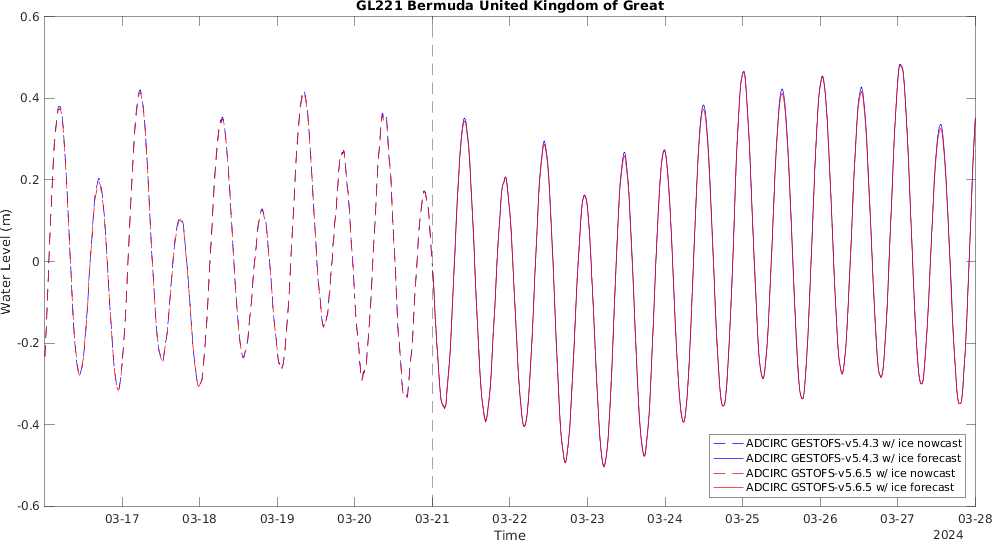 GL221 Bermuda United Kingdom of Great
0.6
0.4
0.2
0
-0.2
-0.4
-0.6
Water Level (m)
03-17 03-18 03-19 03-20 03-21 03-22 03-23 03-24 03-25 03-26 03-27 03-28
Time
2024
ADCIRC GESTOFS-v5.4.3 w/ ice nowcast
ADCIRC GESTOFS-v5.4.3 w/ ice forecast
ADCIRC GSTOFS-v5.6.5 w/ ice nowcast
ADCIRC GSTOFS-v5.6.5 w/ ice forecast